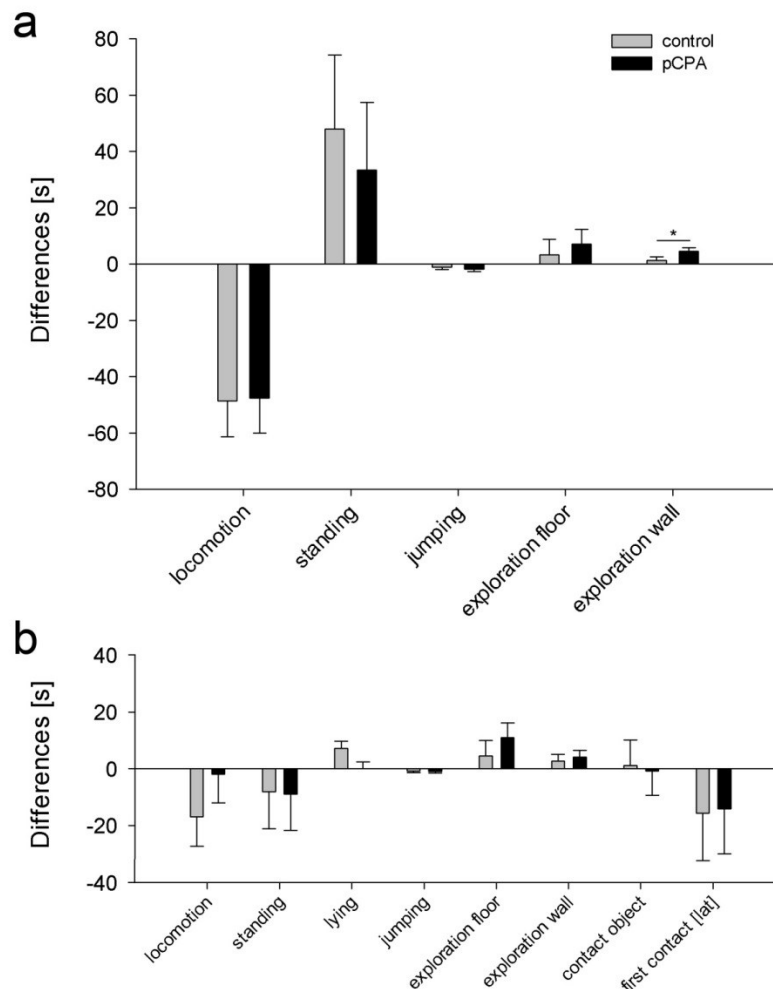 a
control
pCPA
Differences [s]
80
60
40
20
0
-20
-40
-60
-80
*
locomotion
standing
jumping
exploration floor
exploration wall
b
Differences [s]
40
20
0
-20
-40
locomotion
standing
lying
jumping
exploration floor
exploration wall
contact object
first contact [lat]